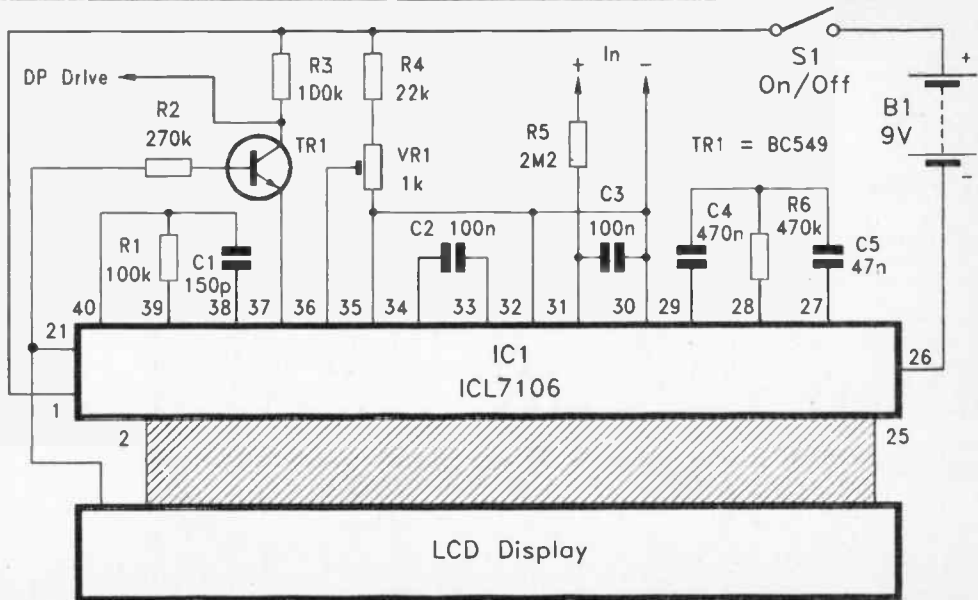 In
+ -
S1
On/Off
+
B1
9V
-
DP Drive
R3
1D0k
R4
22k
R2
270k
TR1
R5
2M2
TR1 = BC549
VR1
1k
C3
100n
C2 100n
R1
100k
C1
150p
C4
470n
R6
470k
C5
47n
40 39 38 37 36 35 34 33 32 31 30 29 28 27
21
IC1
ICL7106
26
1
2
25
LCD Display